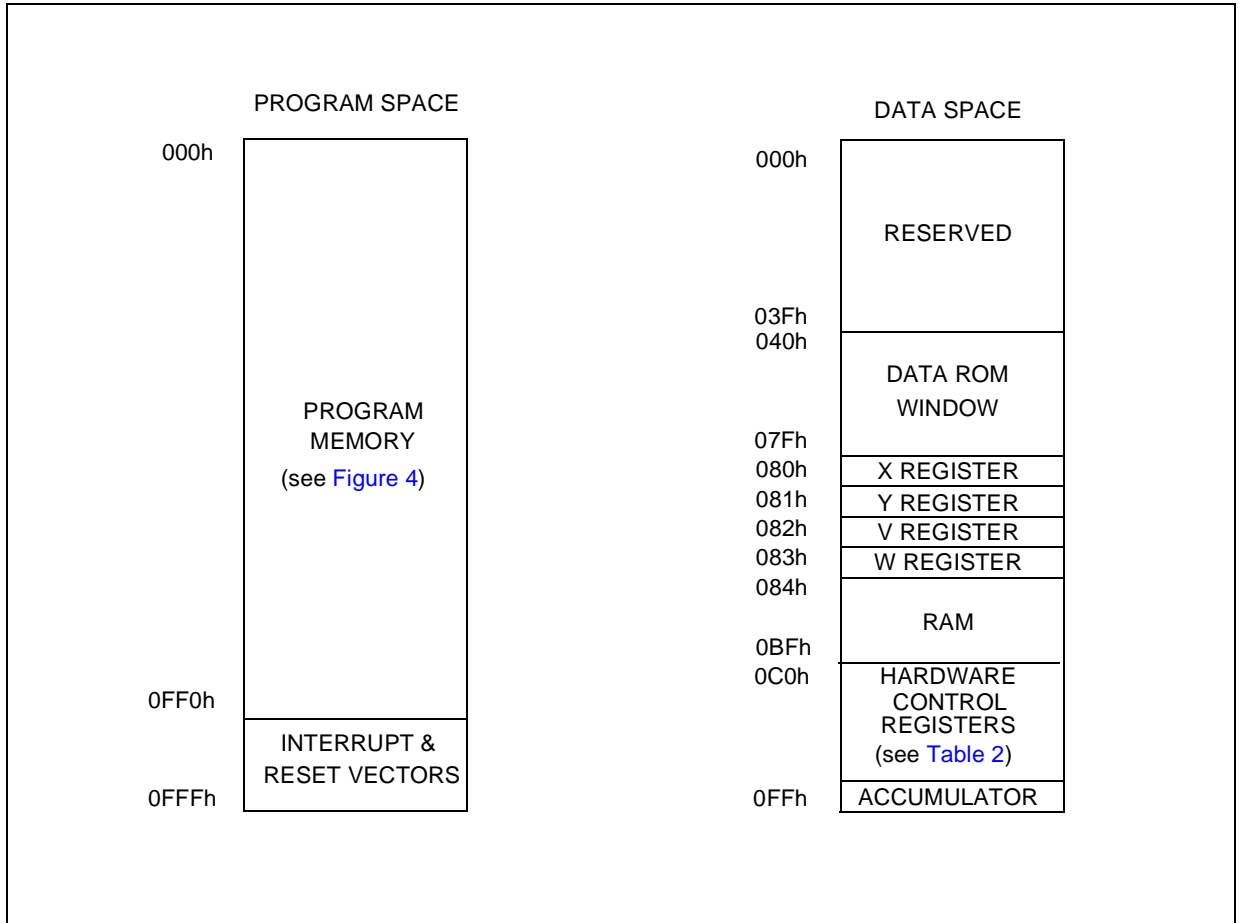 PROGRAM SPACE
000h
PROGRAM
MEMORY
(see Figure 4)
0FF0h
INTERRUPT &
RESET VECTORS
0FFFh
DATA SPACE
000h
RESERVED
03Fh
040h
DATA ROM
WINDOW
07Fh
080h X REGISTER
081h Y REGISTER
082h V REGISTER
083h W REGISTER
084h
RAM
0BFh
0C0h HARDWARE
CONTROL
REGISTERS
(see Table 2)
0FFh ACCUMULATOR